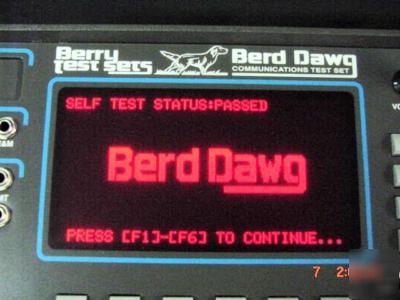 Berry
test sets
Berd Dawg
COMMUNICATIONS TEST SET
SELF TEST STATUS:PASSED
Berd Dawg
PRESS [F1]-[F6] TO CONTINUE...